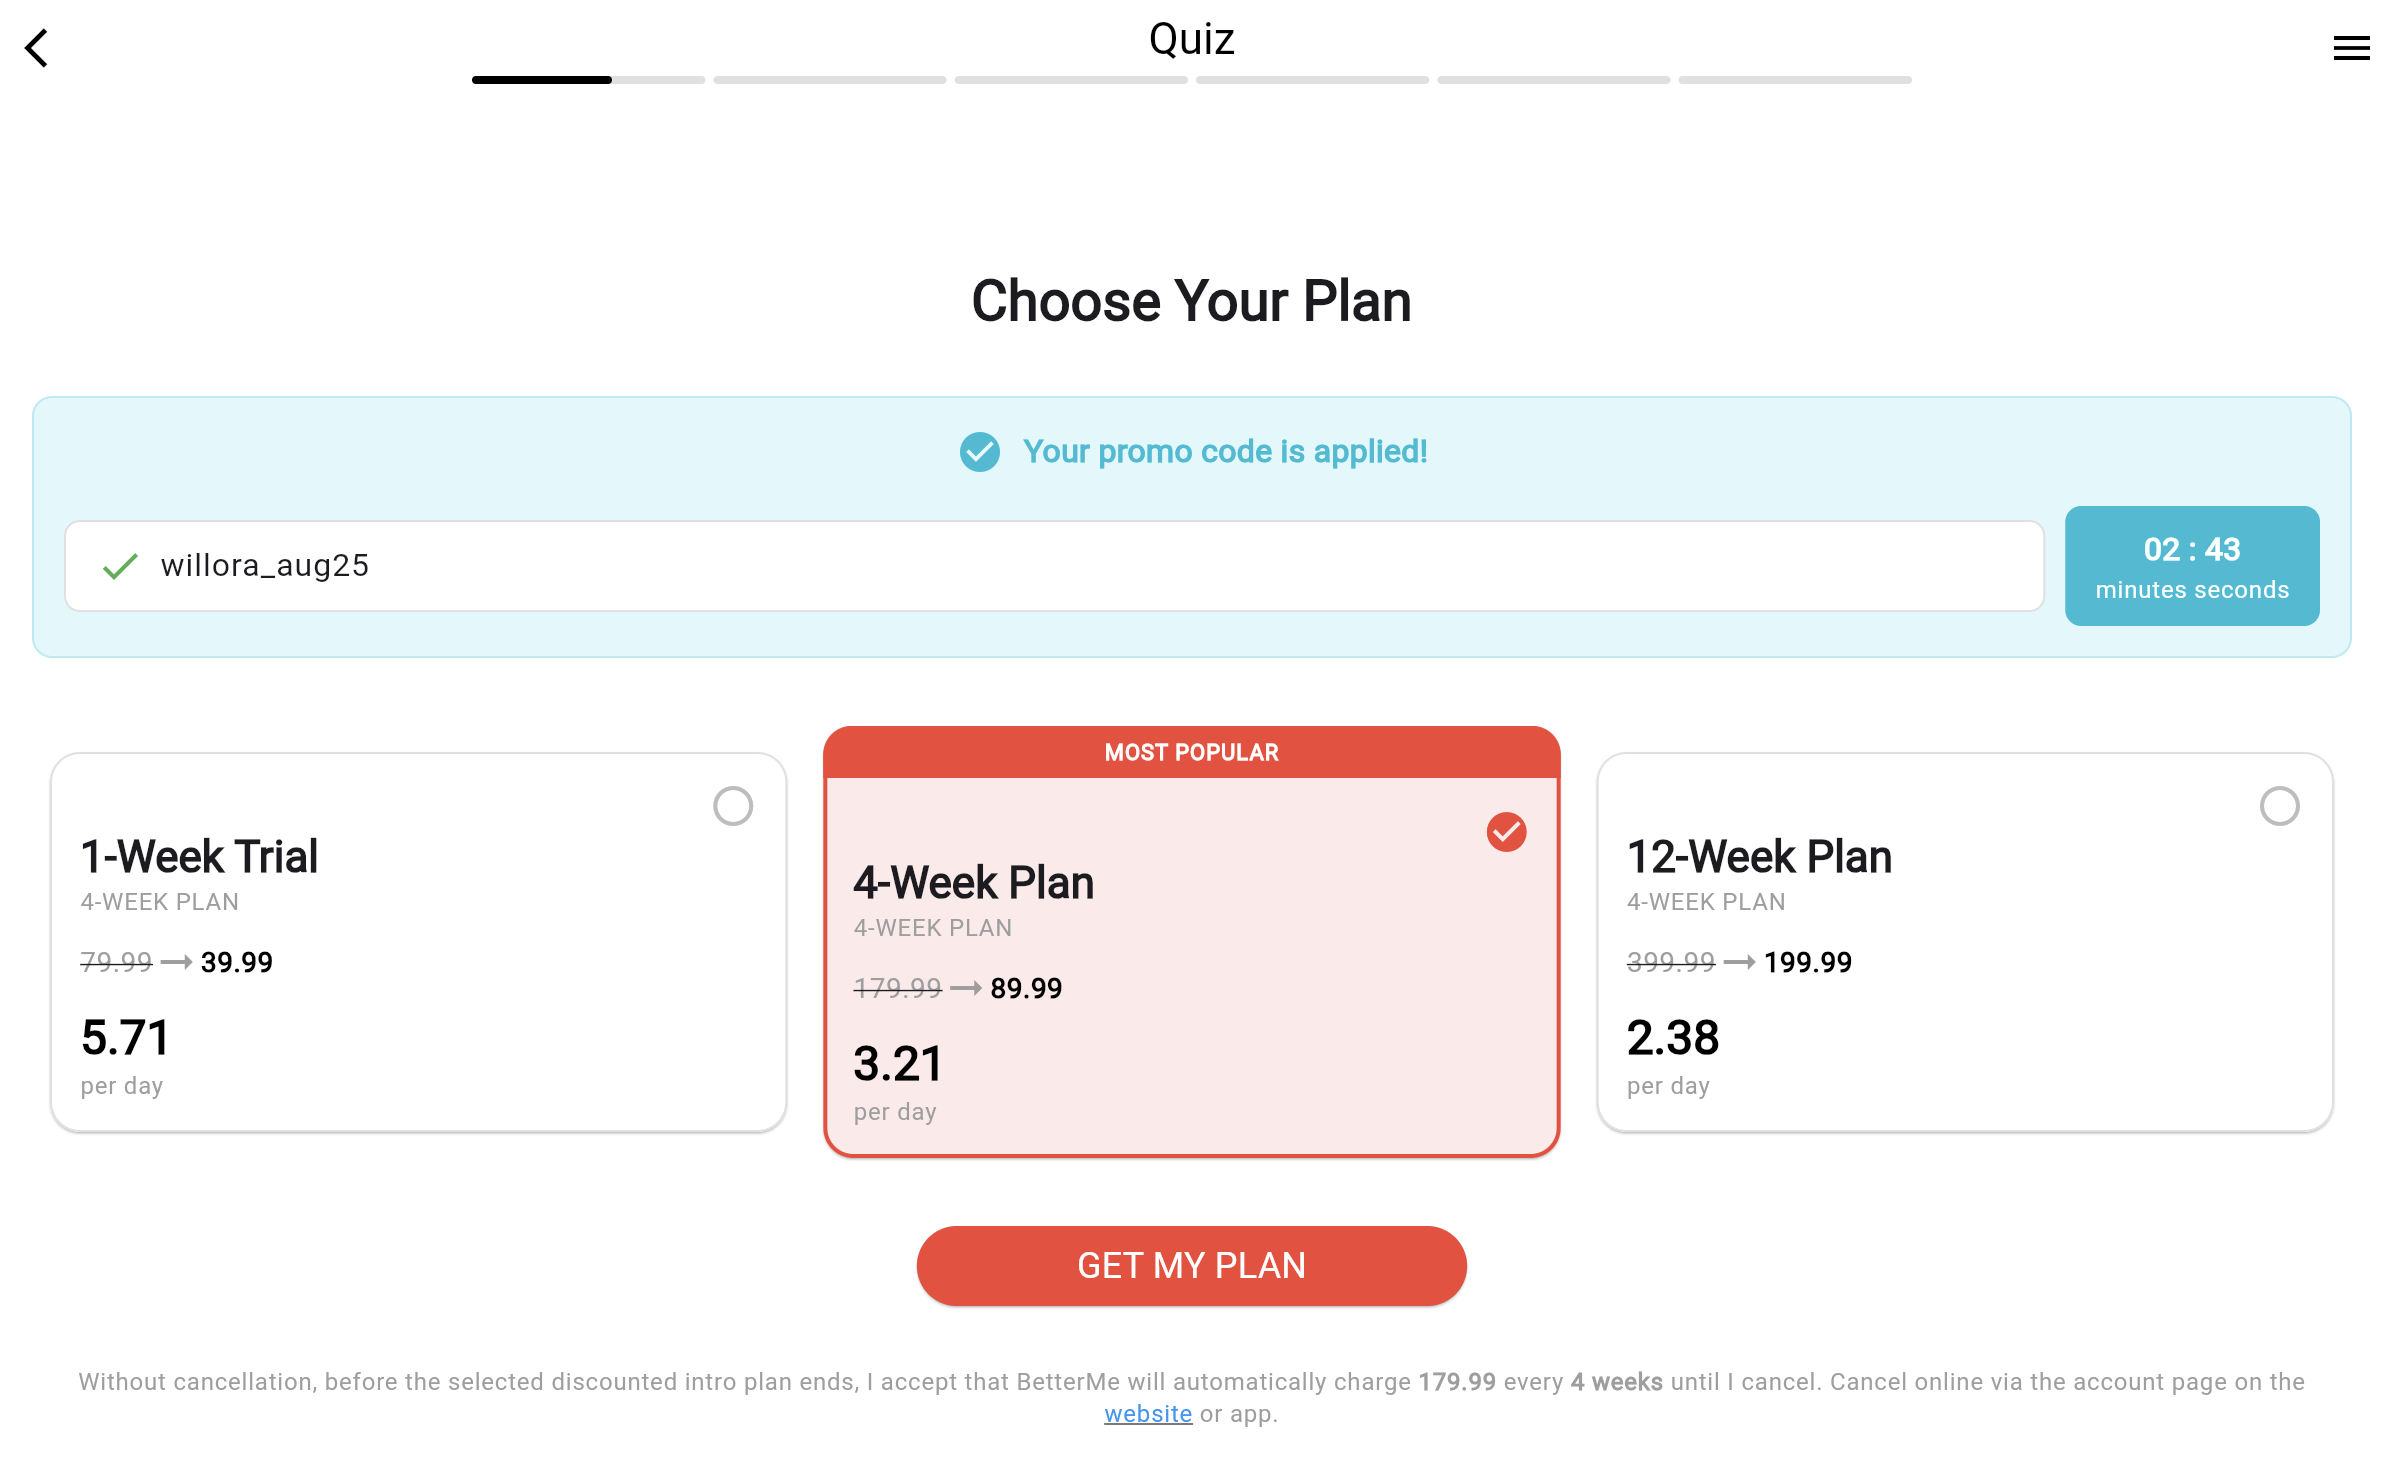 Quiz
Choose Your Plan
Your promo code is applied!
willora_aug25
02 : 43
minutes seconds
1-Week Trial
4-WEEK PLAN
79.99 → 39.99
5.71
per day
MOST POPULAR
4-Week Plan
4-WEEK PLAN
179.99 → 89.99
3.21
per day
12-Week Plan
4-WEEK PLAN
399.99 → 199.99
2.38
per day
GET MY PLAN
Without cancellation, before the selected discounted intro plan ends, I accept that BetterMe will automatically charge 179.99 every 4 weeks until I cancel. Cancel online via the account page on the
website or app.